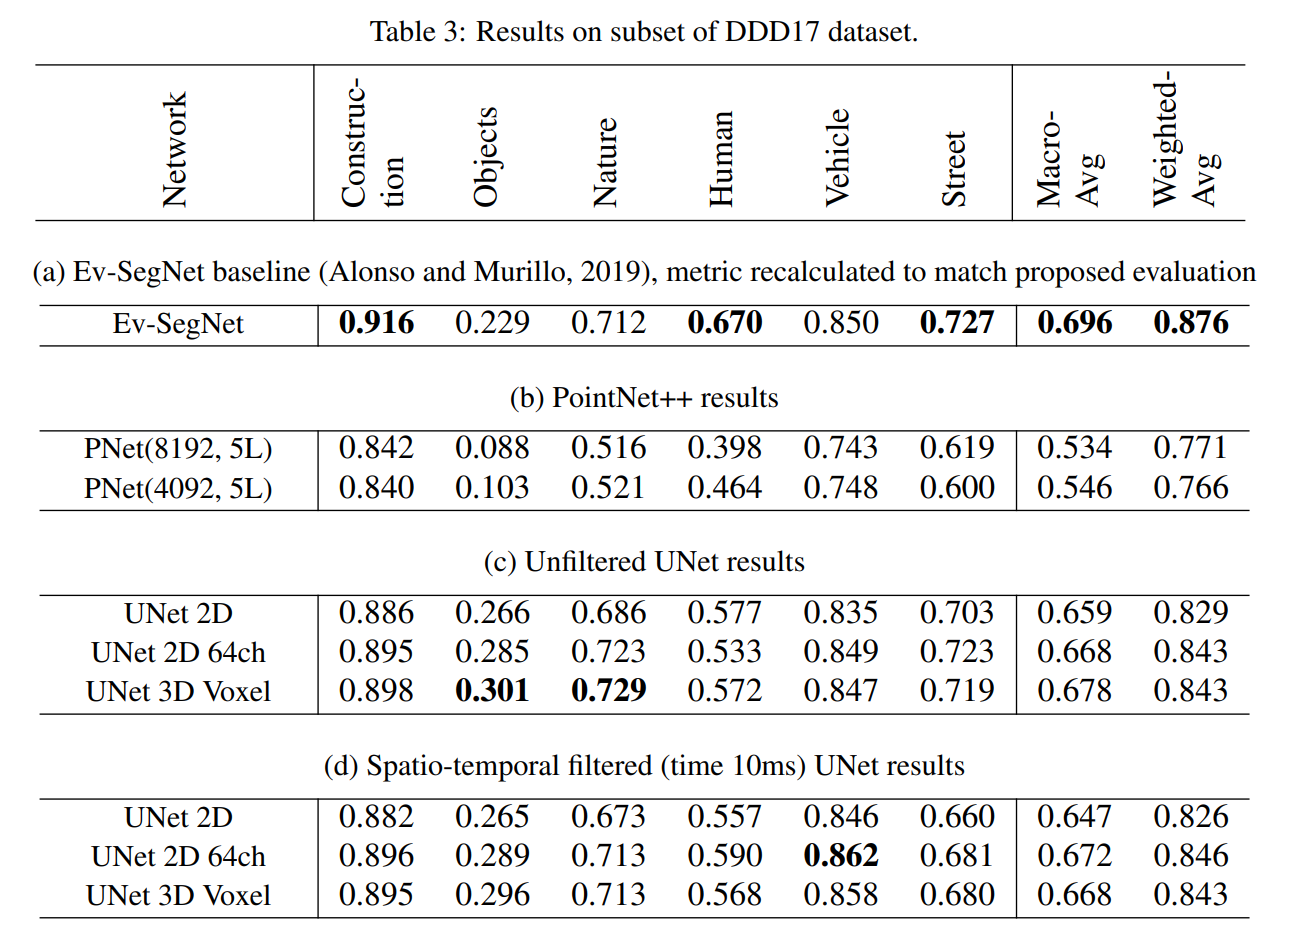 Table 3: Results on subset of DDD17 dataset.
Network Construc-tion Objects Nature Human Vehicle Street Macro-Avg Weighted-Avg
(a) Ev-SegNet baseline (Alonso and Murillo, 2019), metric recalculated to match proposed evaluation
Ev-SegNet 0.916 0.229 0.712 0.670 0.850 0.727 0.696 0.876
(b) PointNet++ results
PNet(8192, 5L) 0.842 0.088 0.516 0.398 0.743 0.619 0.534 0.771
PNet(4092, 5L) 0.840 0.103 0.521 0.464 0.748 0.600 0.546 0.766
(c) Unfiltered UNet results
UNet 2D 0.886 0.266 0.686 0.577 0.835 0.703 0.659 0.829
UNet 2D 64ch 0.895 0.285 0.723 0.533 0.849 0.723 0.668 0.843
UNet 3D Voxel 0.898 0.301 0.729 0.572 0.847 0.719 0.678 0.843
(d) Spatio-temporal filtered (time 10ms) UNet results
UNet 2D 0.882 0.265 0.673 0.557 0.846 0.660 0.647 0.826
UNet 2D 64ch 0.896 0.289 0.713 0.590 0.862 0.681 0.672 0.846
UNet 3D Voxel 0.895 0.296 0.713 0.568 0.858 0.680 0.668 0.843